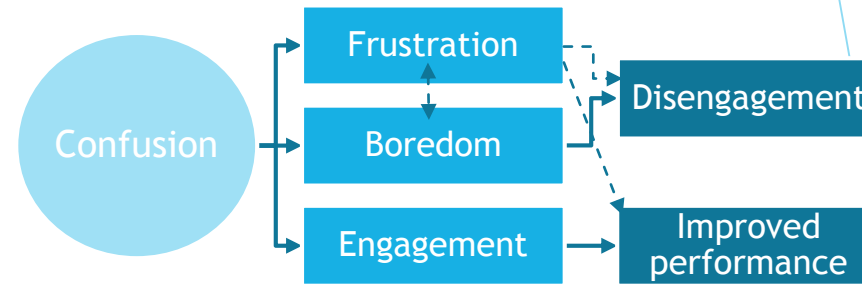 Confusion
Frustration
Boredom
Engagement
Disengagement
Improved
performance